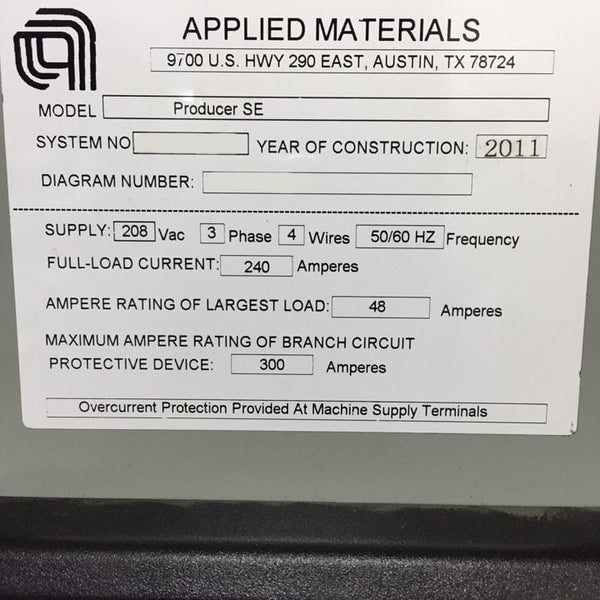 APPLIED MATERIALS
9700 U.S. HWY 290 EAST, AUSTIN, TX 78724
MODEL Producer SE
SYSTEM NO YEAR OF CONSTRUCTION: 2011
DIAGRAM NUMBER:
SUPPLY: 208 Vac 3 Phase 4 Wires 50/60 HZ Frequency
FULL-LOAD CURRENT: 240 Amperes
AMPERE RATING OF LARGEST LOAD: 48 Amperes
MAXIMUM AMPERE RATING OF BRANCH CIRCUIT
PROTECTIVE DEVICE: 300 Amperes
Overcurrent Protection Provided At Machine Supply Terminals